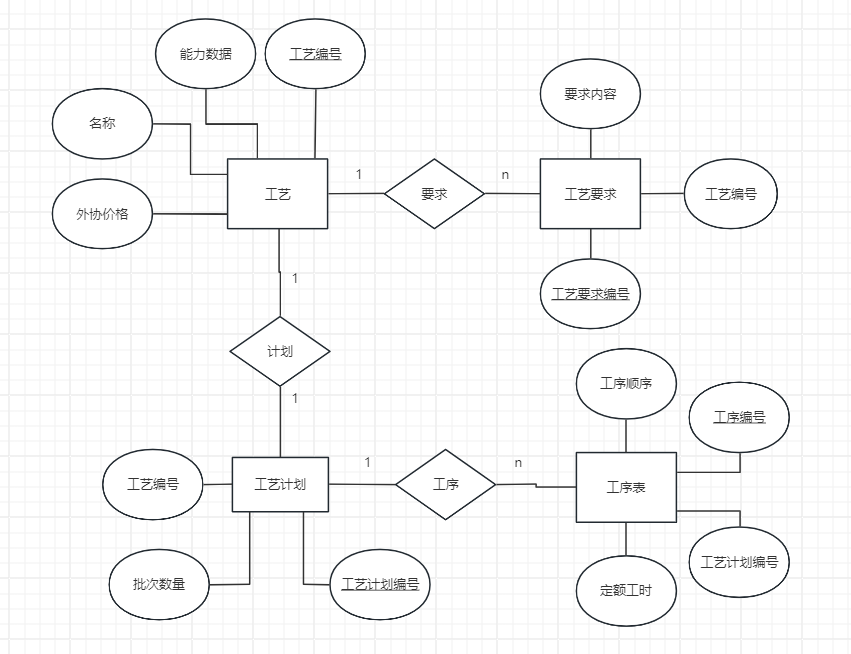 能力数据
工艺编号
名称
要求内容
工艺
1
要求
n
工艺要求
工艺编号
外协价格
1
工艺要求编号
计划
1
工序顺序
工序编号
工艺编号
工艺计划
1
工序
n
工序表
工艺计划编号
批次数量
工艺计划编号
定额工时